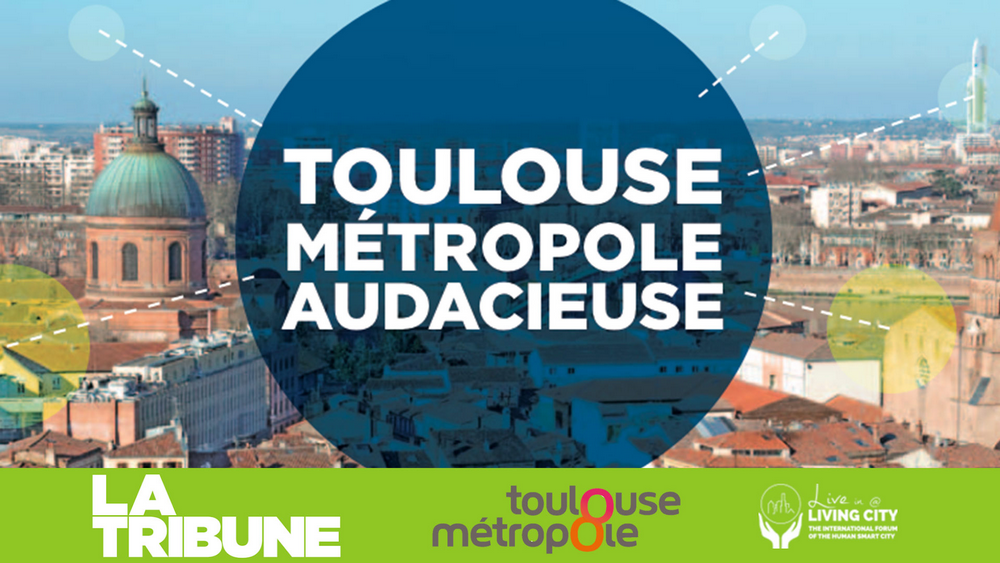 TOULOUSE
MÉTROPOLE
AUDACIEUSE
LA
TRIBUNE
toulouse
métropole
Live in @
LIVING CITY
THE INTERNATIONAL FORUM
OF THE HUMAN SMART CITY